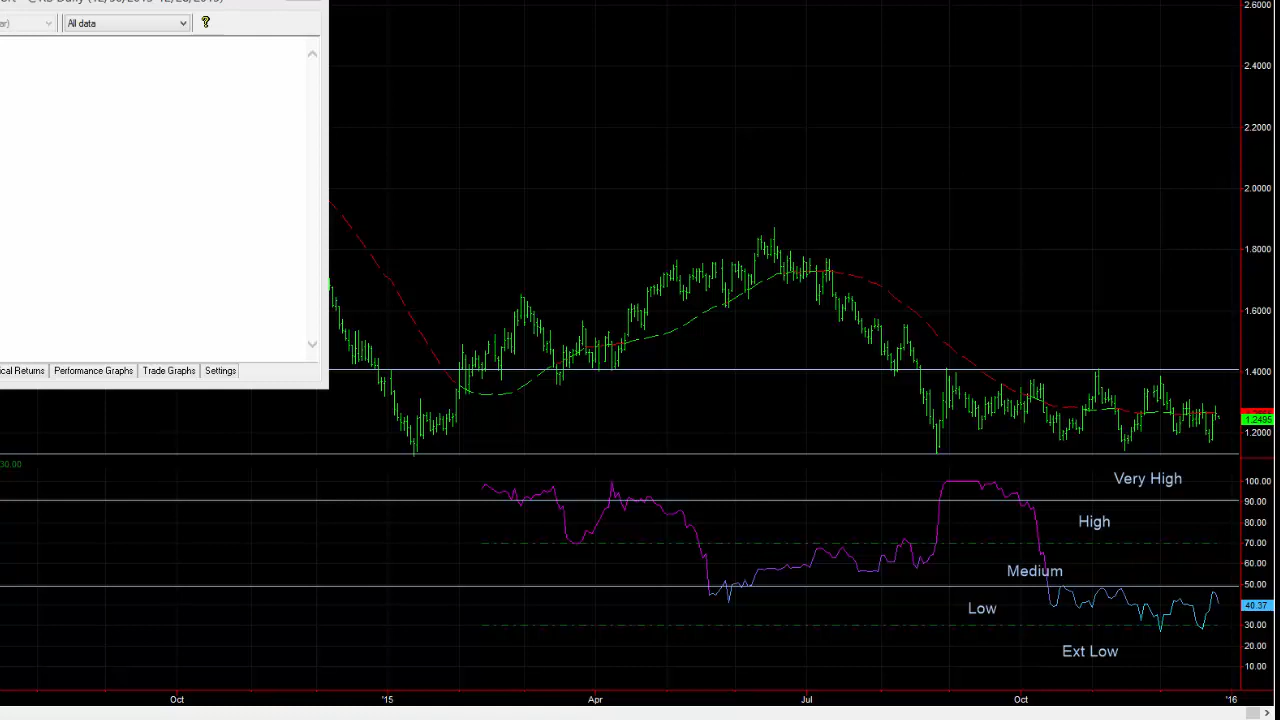 All data
?
ical Returns Performance Graphs Trade Graphs Settings
2.6000
2.4000
2.2000
2.0000
1.8000
1.6000
1.4000
1.2495
1.2000
30.00
Very High
High
Medium
Low
Ext Low
100.00
90.00
80.00
70.00
60.00
50.00
40.37
30.00
20.00
10.00
Oct '15 Apr Jul Oct '16